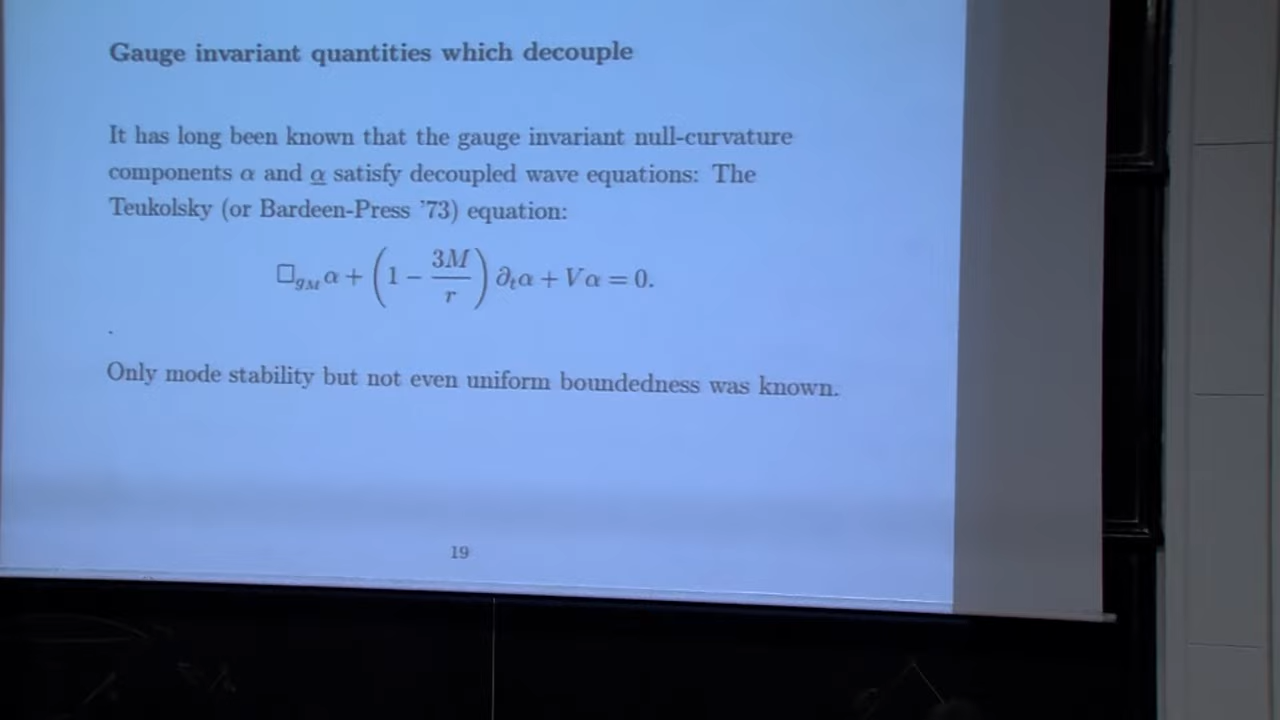 Gauge invariant quantities which decouple
It has long been known that the gauge invariant null-curvature
components α and α̲ satisfy decoupled wave equations: The
Teukolsky (or Bardeen-Press '73) equation:
□_{g_M} α + (1 − 3M/r) ∂_t α + V α = 0.
Only mode stability but not even uniform boundedness was known.
19